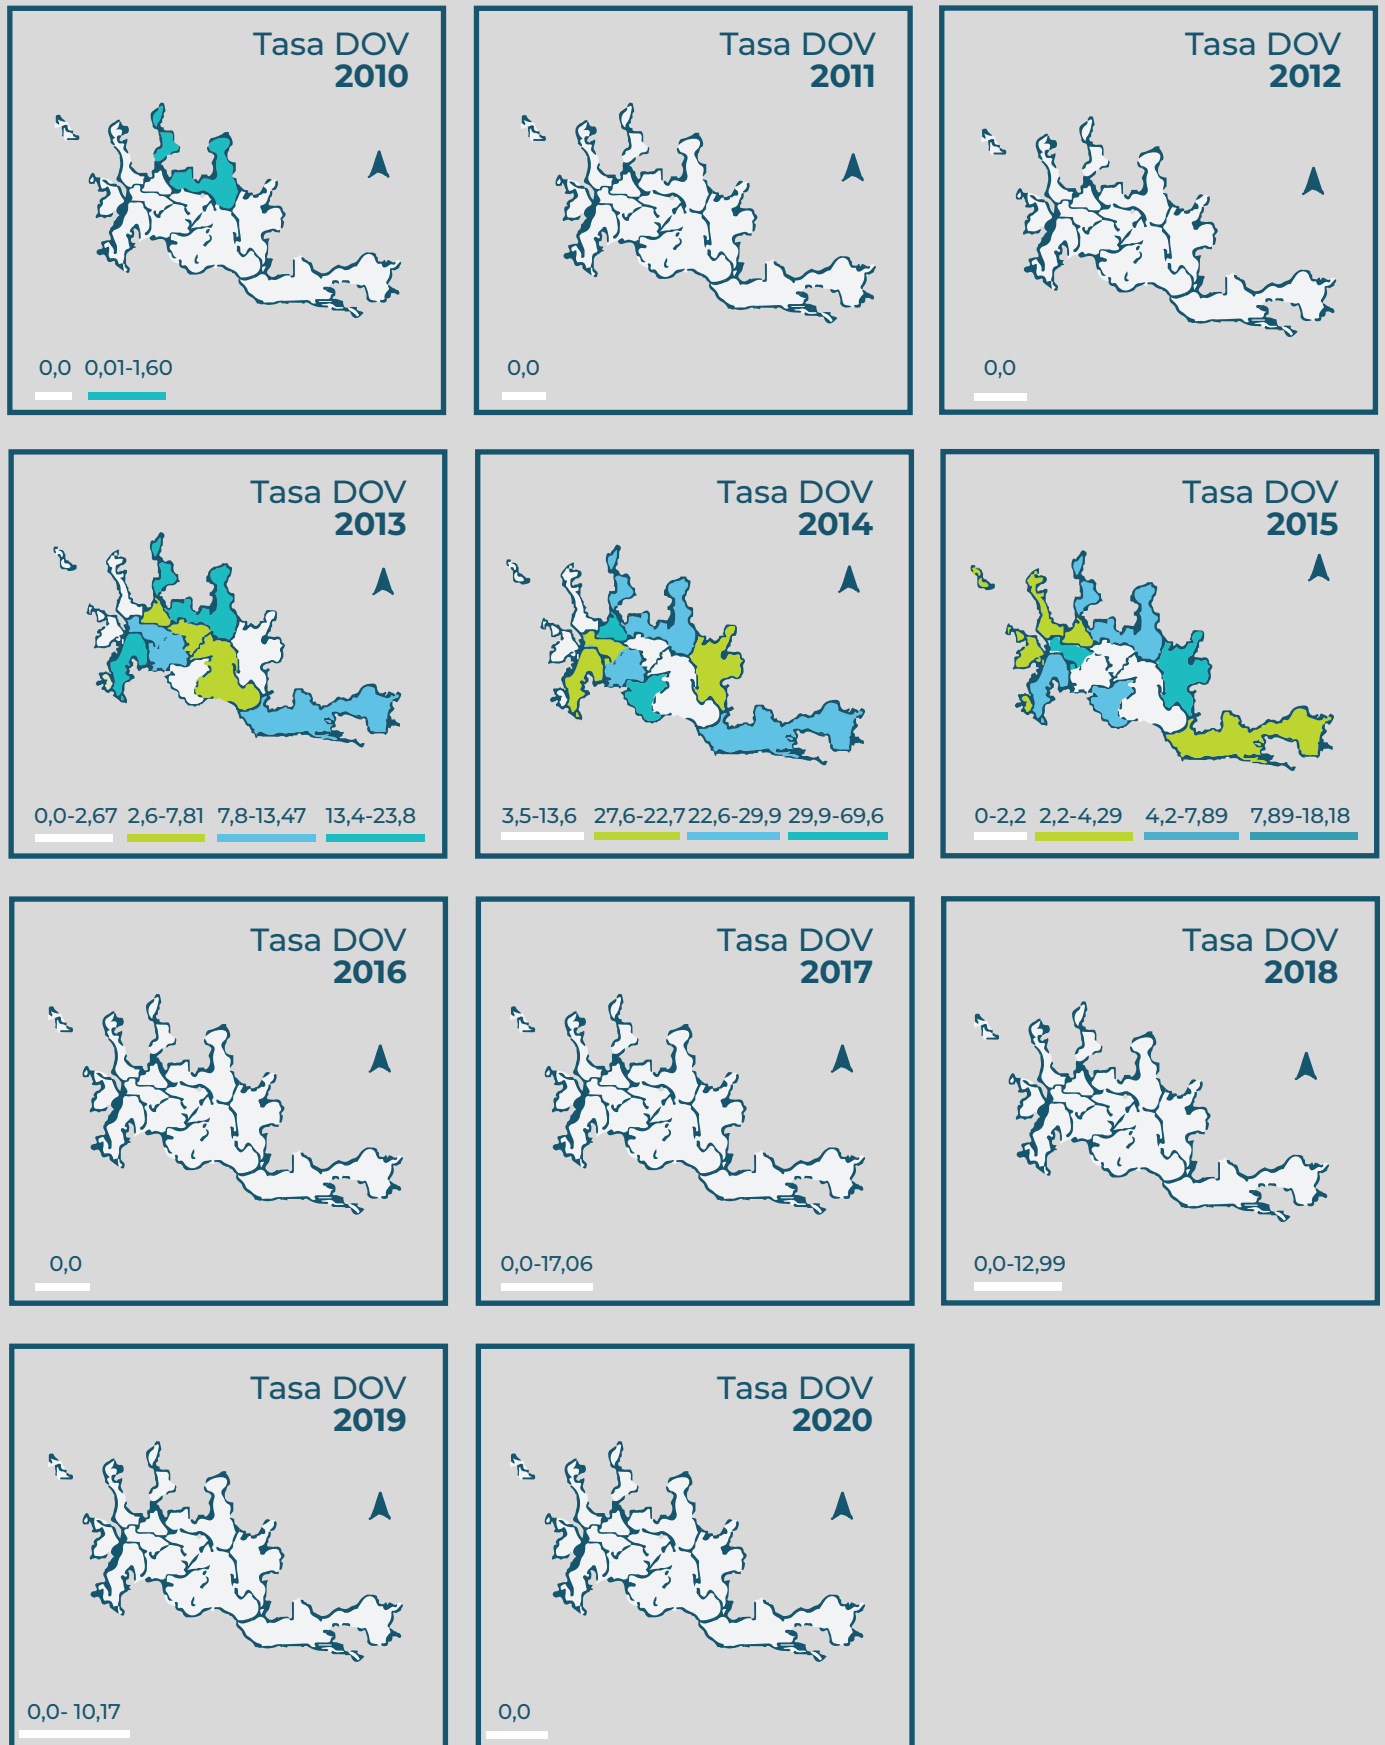 Tasa DOV
2010
0,0 0,01-1,60
Tasa DOV
2011
0,0
Tasa DOV
2012
0,0
Tasa DOV
2013
0,0-2,67 2,6-7,81 7,8-13,47 13,4-23,8
Tasa DOV
2014
3,5-13,6 27,6-22,7 22,6-29,9 29,9-69,6
Tasa DOV
2015
0-2,2 2,2-4,29 4,2-7,89 7,89-18,18
Tasa DOV
2016
0,0
Tasa DOV
2017
0,0-17,06
Tasa DOV
2018
0,0-12,99
Tasa DOV
2019
0,0- 10,17
Tasa DOV
2020
0,0